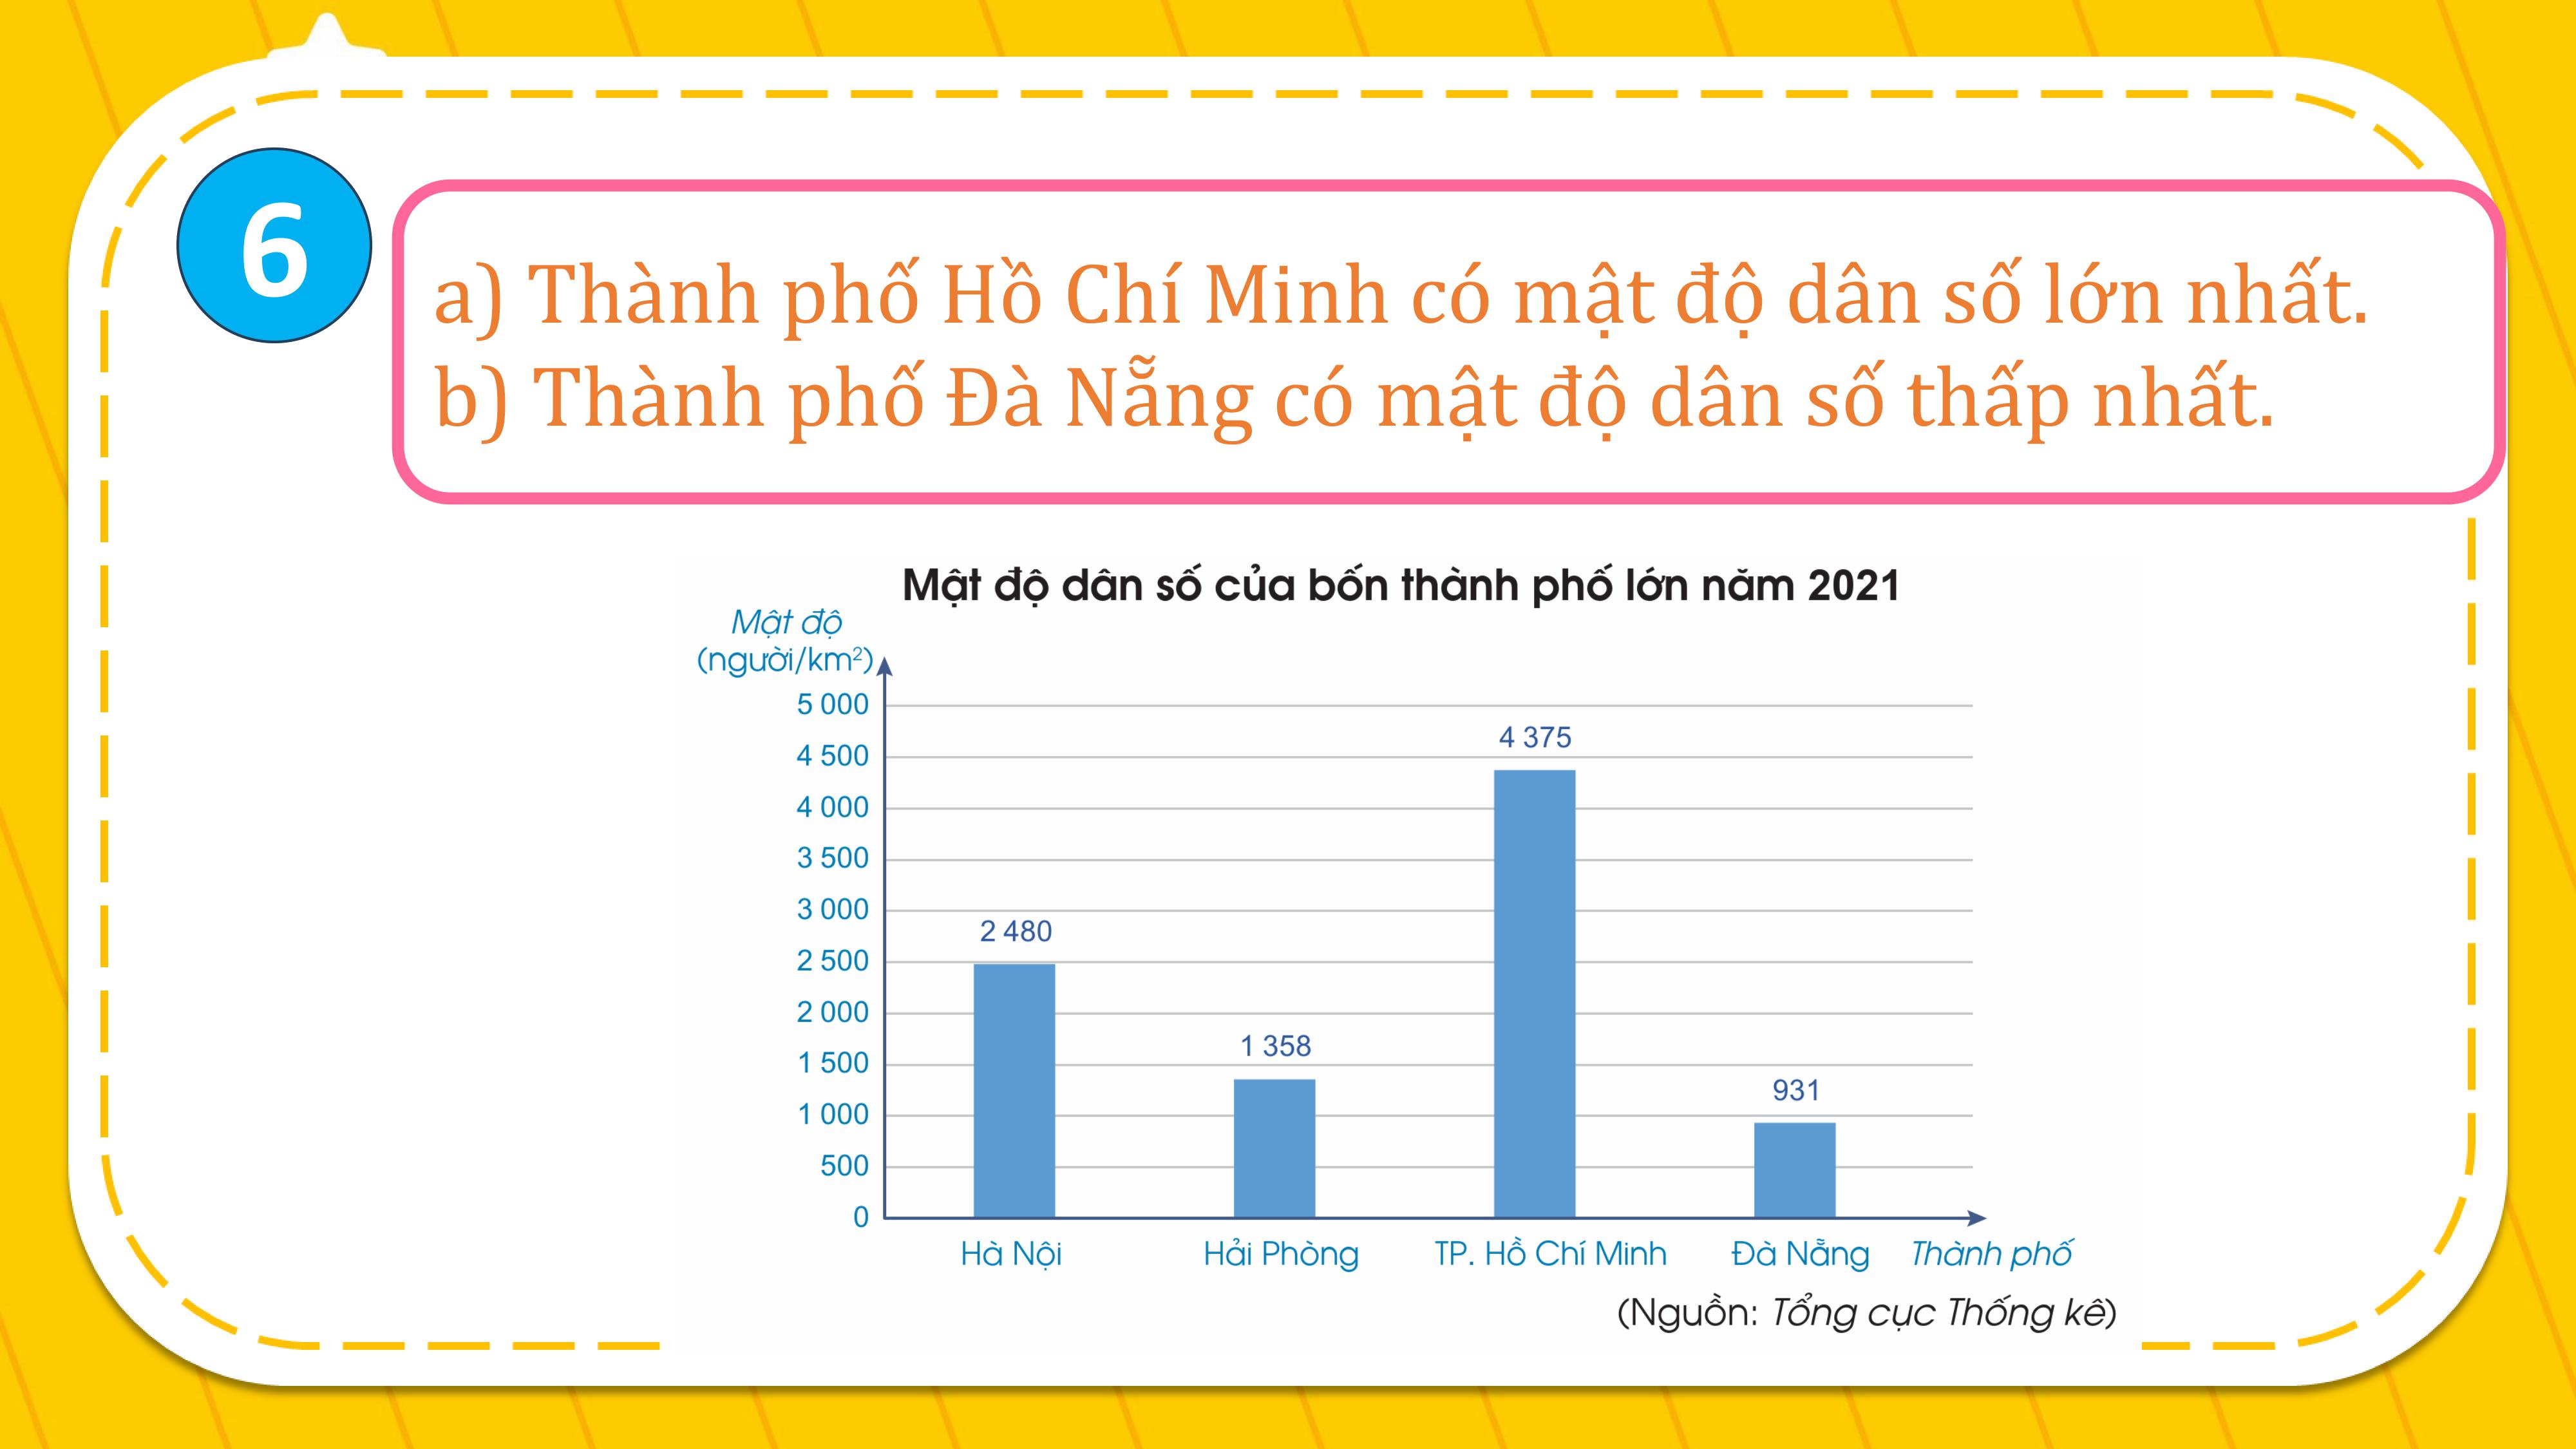 6
a) Thành phố Hồ Chí Minh có mật độ dân số lớn nhất.
b) Thành phố Đà Nẵng có mật độ dân số thấp nhất.
Mật độ dân số của bốn thành phố lớn năm 2021
Mật độ
(người/km²)
5 000
4 500
4 000
3 500
3 000
2 500
2 000
1 500
1 000
500
0
2 480
1 358
4 375
931
Hà Nội
Hải Phòng
TP. Hồ Chí Minh
Đà Nẵng
Thành phố
(Nguồn: Tổng cục Thống kê)